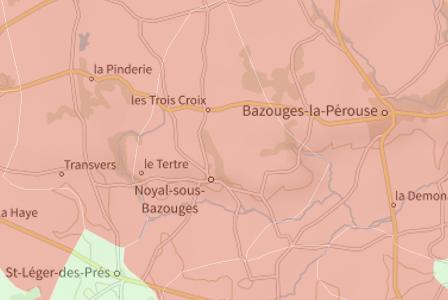 la Pinderie
les Trois Croix
Bazouges-la-Pérouse
Transvers
le Tertre
Noyal-sous-
Bazouges
la Demon
a Haye
St-Léger-des-Prés